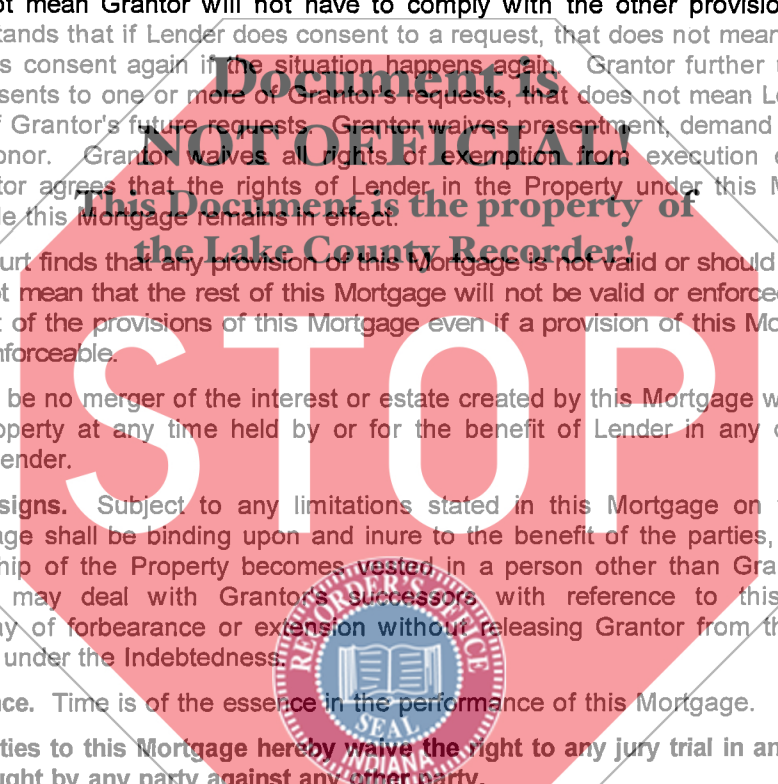 ot mean Grantor will not have to comply with the other provisio
tands that if Lender does consent to a request, that does not mear
s consent again if the situation happens again. Grantor further
Document is
sents to one or more of Grantor's requests, that does not mean Le
f Grantor's future requests. Grantor waives presentment, demand
NOT OFFICIAL!
onor. Grantor waives all rights of exemption from execution
tor agrees that the rights of Lender in the Property under this M
This Document is the property of
le this Mortgage remains in effect.
the Lake County Recorder!
urt finds that any provision of this Mortgage is not valid or should
t mean that the rest of this Mortgage will not be valid or enforce
t of the provisions of this Mortgage even if a provision of this Mo
nforceable.
STOP
be no merger of the interest or estate created by this Mortgage w
operty at any time held by or for the benefit of Lender in any
ender.
signs. Subject to any limitations stated in this Mortgage on
age shall be binding upon and inure to the benefit of the parties,
hip of the Property becomes vested in a person other than Gra
may deal with Grantor's successors with reference to this
ay of forbearance or extension without releasing Grantor from th
under the Indebtedness.
RECORDER'S OFFICE
SEAL
INDIANA
nce. Time is of the essence in the performance of this Mortgage.
ties to this Mortgage hereby waive the right to any jury trial in an
ught by any party against any other party.